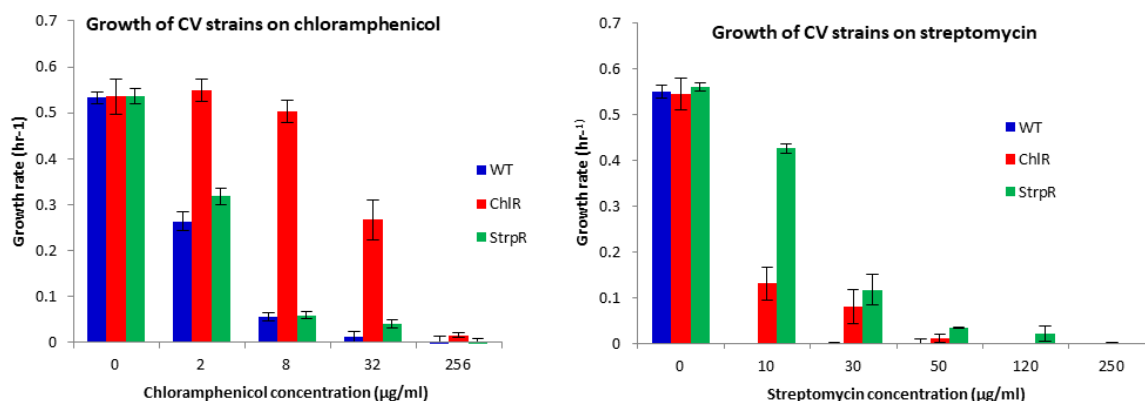 Growth of CV strains on chloramphenicol
0.7
0.6
0.5
0.4
0.3
0.2
0.1
0
Growth rate (hr-1)
WT
ChlR
StrpR
0 2 8 32 256
Chloramphenicol concentration (μg/ml)
Growth of CV strains on streptomycin
0.7
0.6
0.5
0.4
0.3
0.2
0.1
0
Growth rate (hr-¹⁾
WT
ChlR
StrpR
0 10 30 50 120 250
Streptomycin concentration (μg/ml)